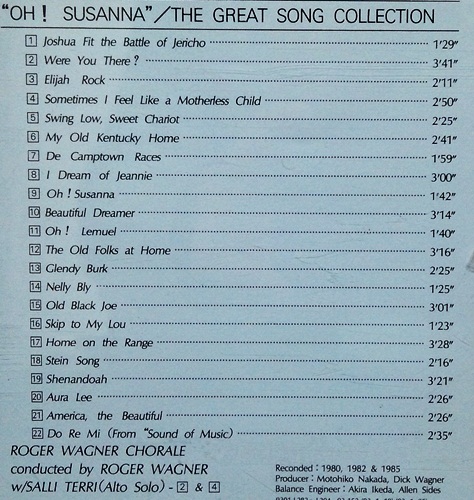 "OH! SUSANNA"/THE GREAT SONG COLLECTION
1 Joshua Fit the Battle of Jericho 1'29"
2 Were You There? 3'41"
3 Elijah Rock 2'11"
4 Sometimes I Feel Like a Motherless Child 2'50"
5 Swing Low, Sweet Chariot 2'25"
6 My Old Kentucky Home 2'41"
7 De Camptown Races 1'59"
8 I Dream of Jeannie 3'00"
9 Oh! Susanna 1'42"
10 Beautiful Dreamer 3'14"
11 Oh! Lemuel 1'40"
12 The Old Folks at Home 3'16"
13 Glendy Burk 2'25"
14 Nelly Bly 1'25"
15 Old Black Joe 3'01"
16 Skip to My Lou 1'23"
17 Home on the Range 3'28"
18 Stein Song 2'16"
19 Shenandoah 3'21"
20 Aura Lee 2'26"
21 America, the Beautiful 2'26"
22 Do Re Mi (From "Sound of Music) 2'35"
ROGER WAGNER CHORALE
conducted by ROGER WAGNER
w/SALLI TERRI(Alto Solo) - 2 & 4
Recorded : 1980, 1982 & 1985
Producer : Motohiko Nakada, Dick Wagner
Balance Engineer : Akira Ikeda, Allen Sides